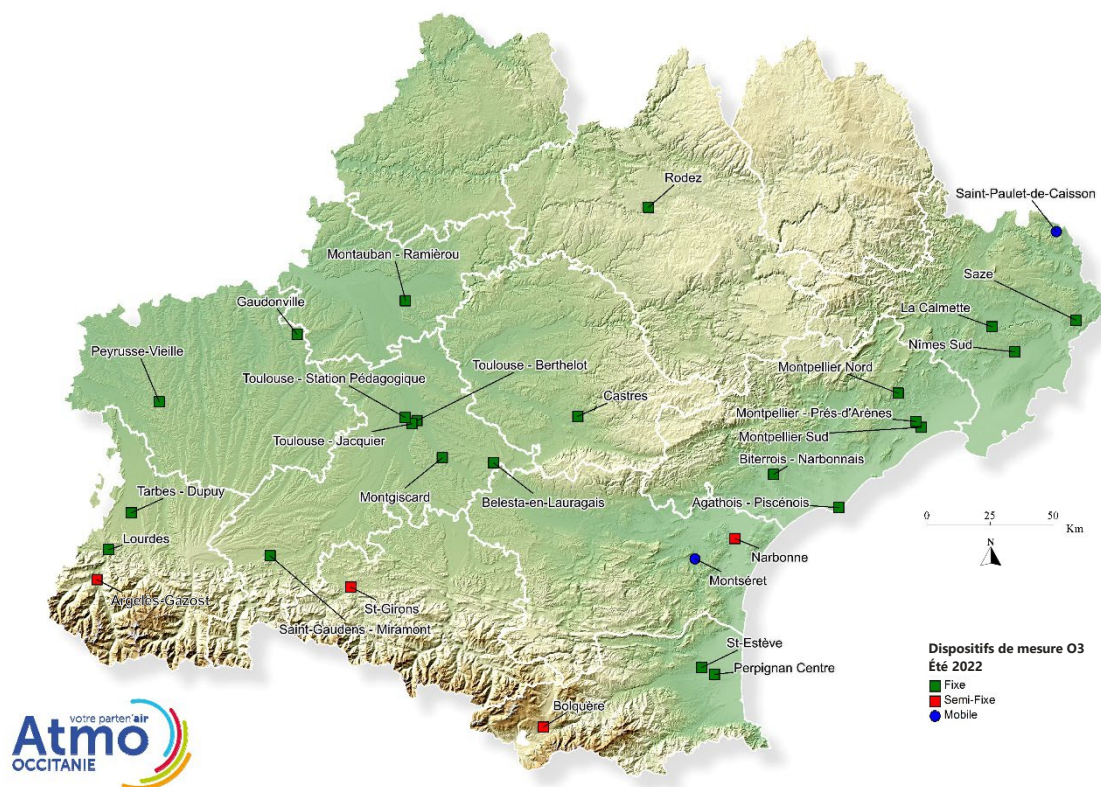 Rodez
Saint-Paulet-de-Caisson
Montauban - Ramièrou
Saze
Gaudonville
La Calmette
Nîmes Sud
Peyrusse-Vieille
Toulouse - Berthelot
Montpellier Nord
Toulouse - Station Pédagogique
Castres
Montpellier - Prés-d'Arènes
Toulouse - Jacquier
Montpellier Sud
Biterrois - Narbonnais
Montgiscard
Belesta-en-Lauragais
Agathois - Piscénois
Tarbes - Dupuy
0 25 50
Km
Lourdes
N
Narbonne
Montséret
Argelès-Gazost
St-Girons
Saint-Gaudens - Miramont
St-Estève
Perpignan Centre
Bolquère
Dispositifs de mesure O3
Été 2022
Fixe
Semi-Fixe
Mobile
votre parten'air
Atmo
OCCITANIE